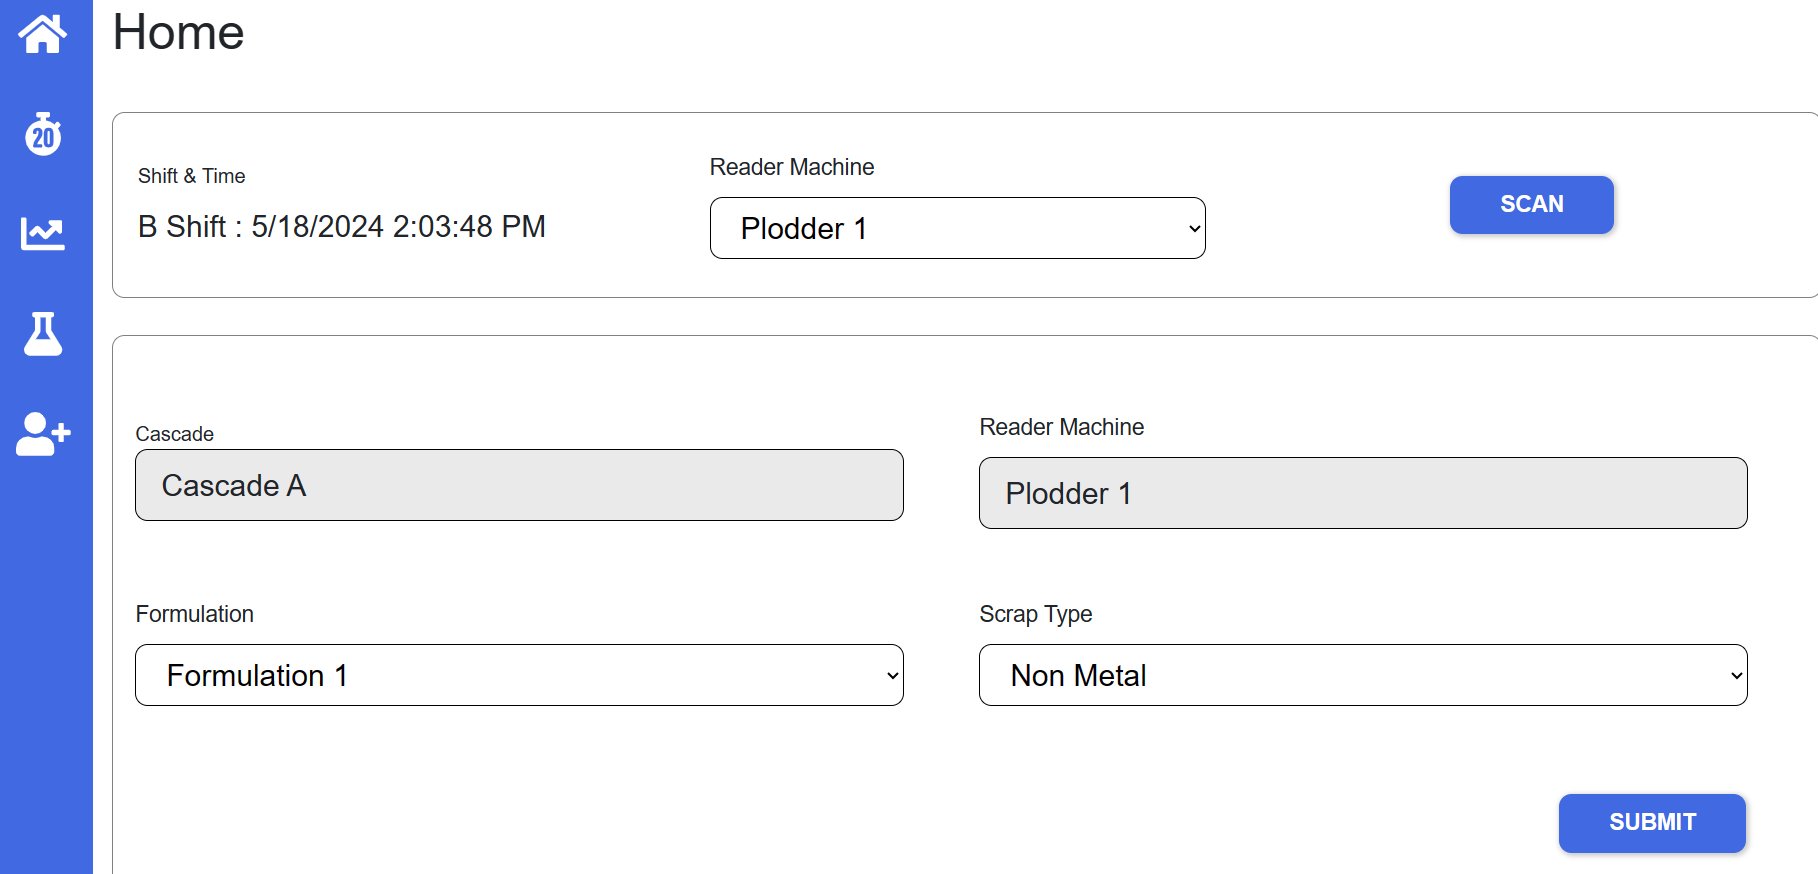 Home
20
Shift & Time
B Shift : 5/18/2024 2:03:48 PM
Reader Machine
Plodder 1
SCAN
Cascade
Cascade A
Reader Machine
Plodder 1
Formulation
Formulation 1
Scrap Type
Non Metal
SUBMIT